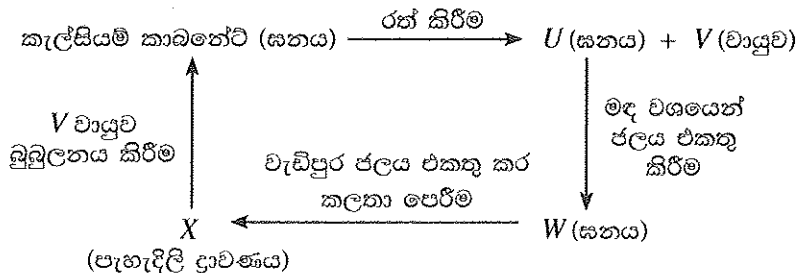 රත් කිරීම
කැල්සියම් කාබනේට් (ඝනය) U (ඝනය) + V (වායුව)
V වායුව
බුබුලනය කිරීම
මඳ වශයෙන්
ජලය එකතු
කිරීම
වැඩිපුර ජලය එකතු කර
කලතා පෙරීම
X W (ඝනය)
(පැහැදිලි ද්‍රාවණය)